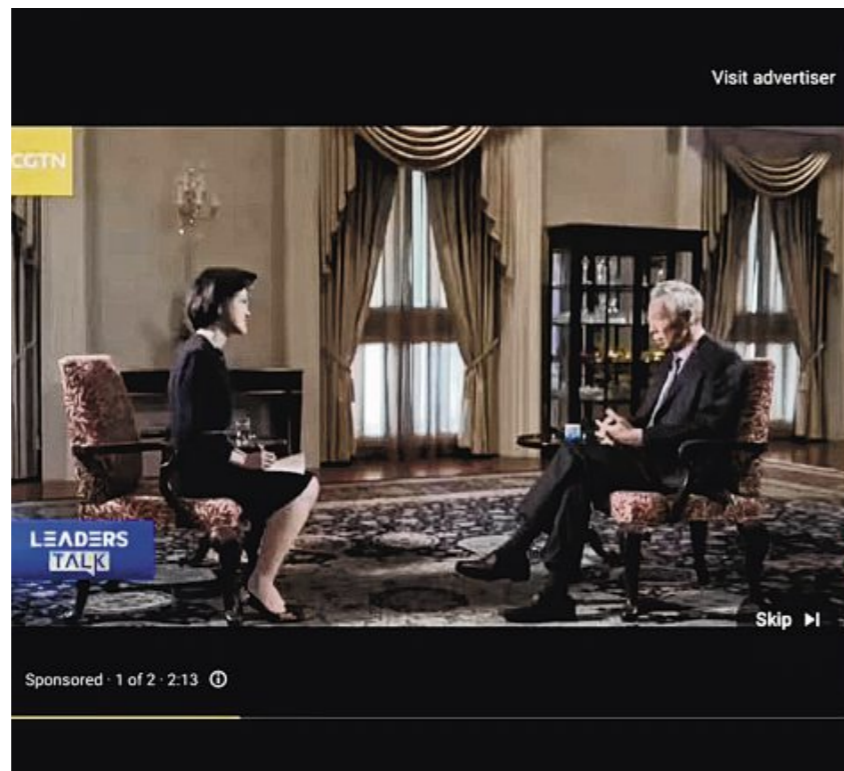 Visit advertiser
CGTN
LEADERS
TALK
Skip
Sponsored · 1 of 2 · 2:13